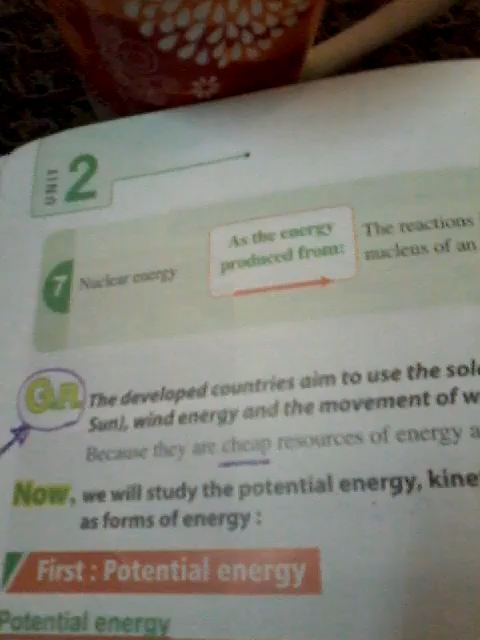 UNIT
2
7
Nuclear energy
As the energy
produced from:
The reactions
nucleus of an
G.R.
The developed countries aim to use the
Sun), wind energy and the movement of
Because they are cheap resources of energy
Now, we will study the potential energy,
as forms of energy :
First : Potential energy
Potential energy